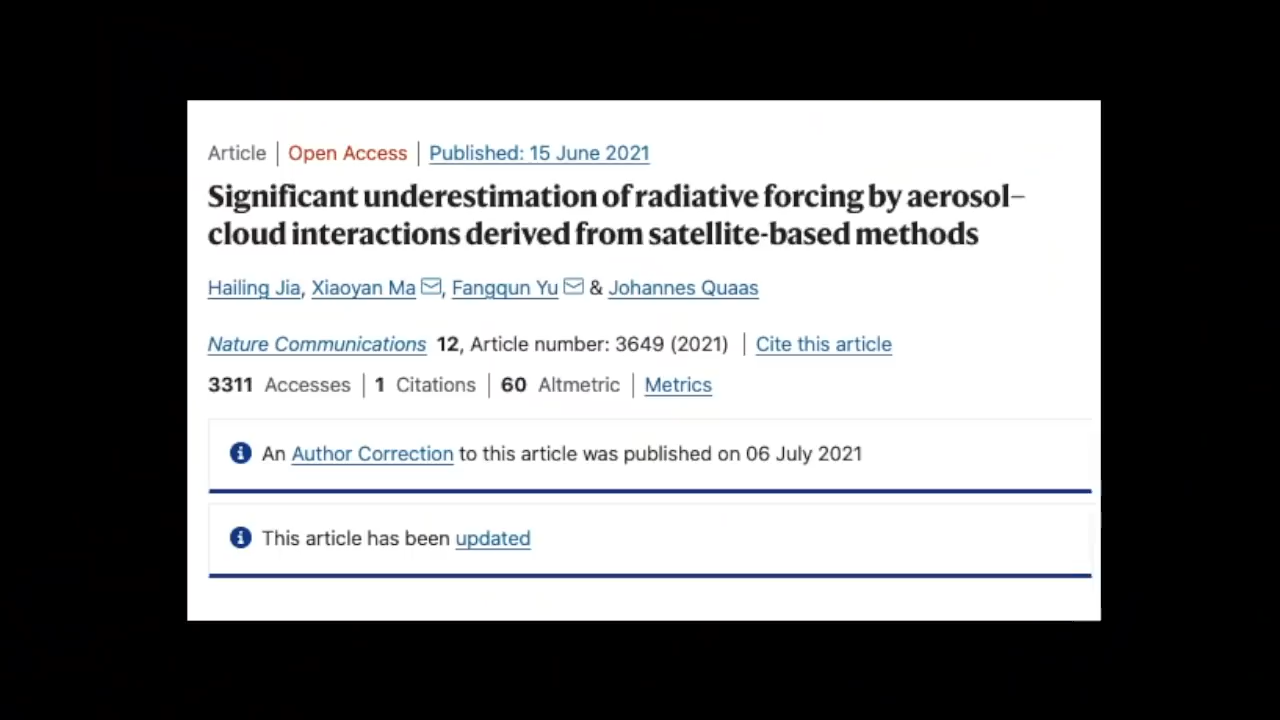 Article | Open Access | Published: 15 June 2021
Significant underestimation of radiative forcing by aerosol–
cloud interactions derived from satellite-based methods
Hailing Jia, Xiaoyan Ma, Fangqun Yu & Johannes Quaas
Nature Communications 12, Article number: 3649 (2021) | Cite this article
3311 Accesses | 1 Citations | 60 Altmetric | Metrics
An Author Correction to this article was published on 06 July 2021
This article has been updated